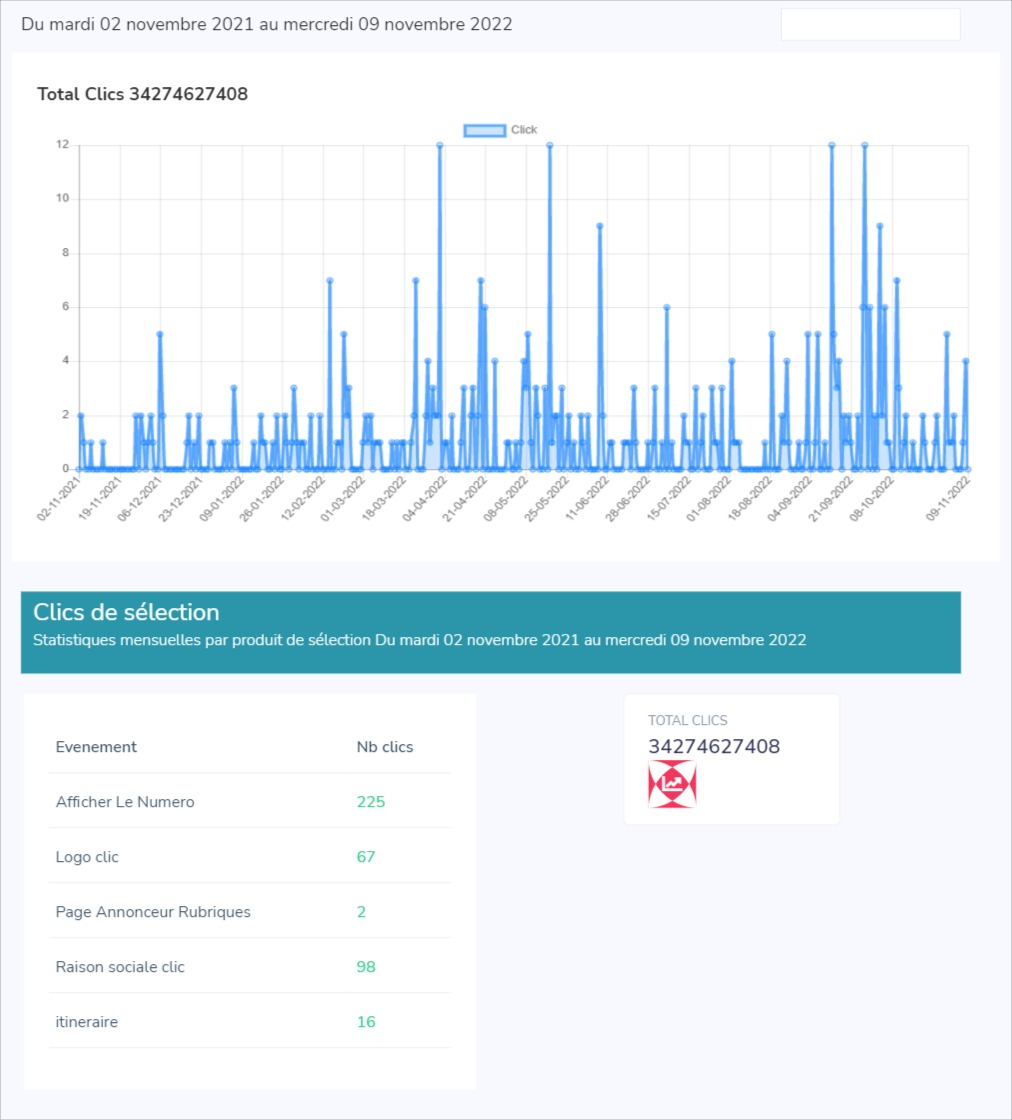 Du mardi 02 novembre 2021 au mercredi 09 novembre 2022
Total Clics 34274627408
Click
12
10
8
6
4
2
0
02-11-2021
19-11-2021
06-12-2021
23-12-2021
09-01-2022
26-01-2022
12-02-2022
01-03-2022
18-03-2022
04-04-2022
21-04-2022
08-05-2022
25-05-2022
11-06-2022
28-06-2022
15-07-2022
01-08-2022
18-08-2022
04-09-2022
21-09-2022
08-10-2022
09-11-2022
Clics de sélection
Statistiques mensuelles par produit de sélection Du mardi 02 novembre 2021 au mercredi 09 novembre 2022
Evenement Nb clics
Afficher Le Numero 225
Logo clic 67
Page Annonceur Rubriques 2
Raison sociale clic 98
itineraire 16
TOTAL CLICS
34274627408